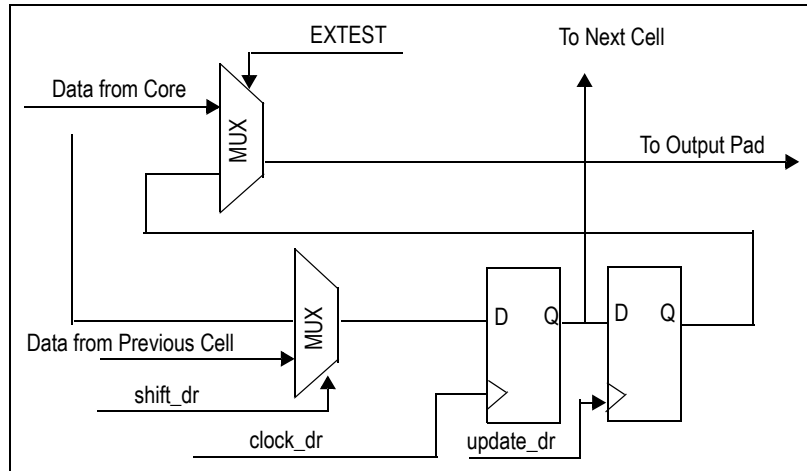 EXTEST
To Next Cell
Data from Core
MUX
To Output Pad
MUX
D Q
D Q
Data from Previous Cell
shift_dr
clock_dr
update_dr